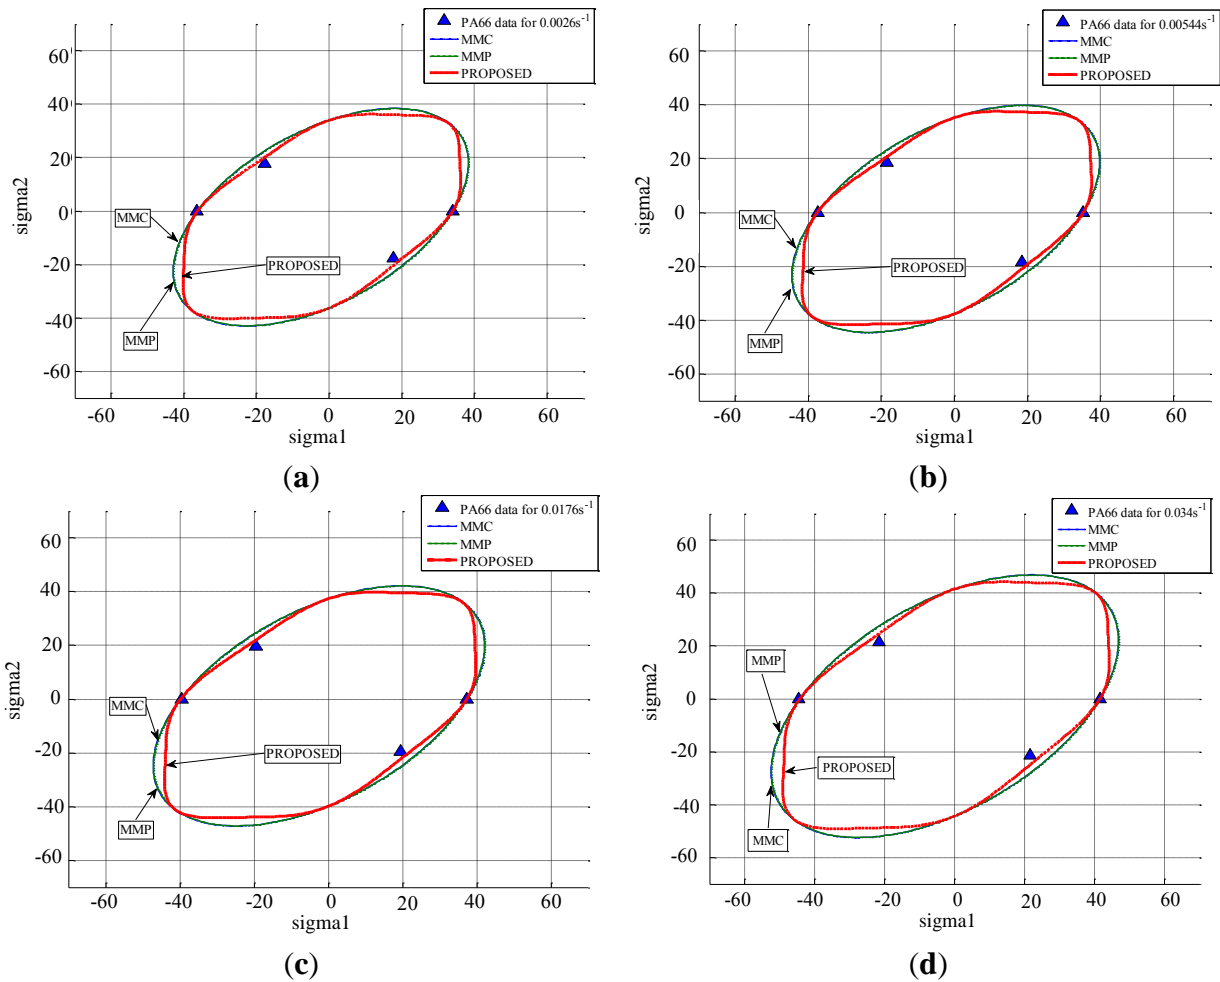 PA66 data for 0.0026s-1
MMC
MMP
PROPOSED
60
40
20
0
-20
-40
-60
sigma2
MMC
PROPOSED
MMP
-60 -40 -20 0 20 40 60
sigma1
(a)
PA66 data for 0.00544s-1
MMC
MMP
PROPOSED
60
40
20
0
-20
-40
-60
sigma2
MMC
PROPOSED
MMP
-60 -40 -20 0 20 40 60
sigma1
(b)
PA66 data for 0.0176s-1
MMC
MMP
PROPOSED
60
40
20
0
-20
-40
-60
sigma2
MMC
PROPOSED
MMP
-60 -40 -20 0 20 40 60
sigma1
(c)
PA66 data for 0.034s-1
MMC
MMP
PROPOSED
60
40
20
0
-20
-40
-60
sigma2
MMP
PROPOSED
MMC
-60 -40 -20 0 20 40 60
sigma1
(d)